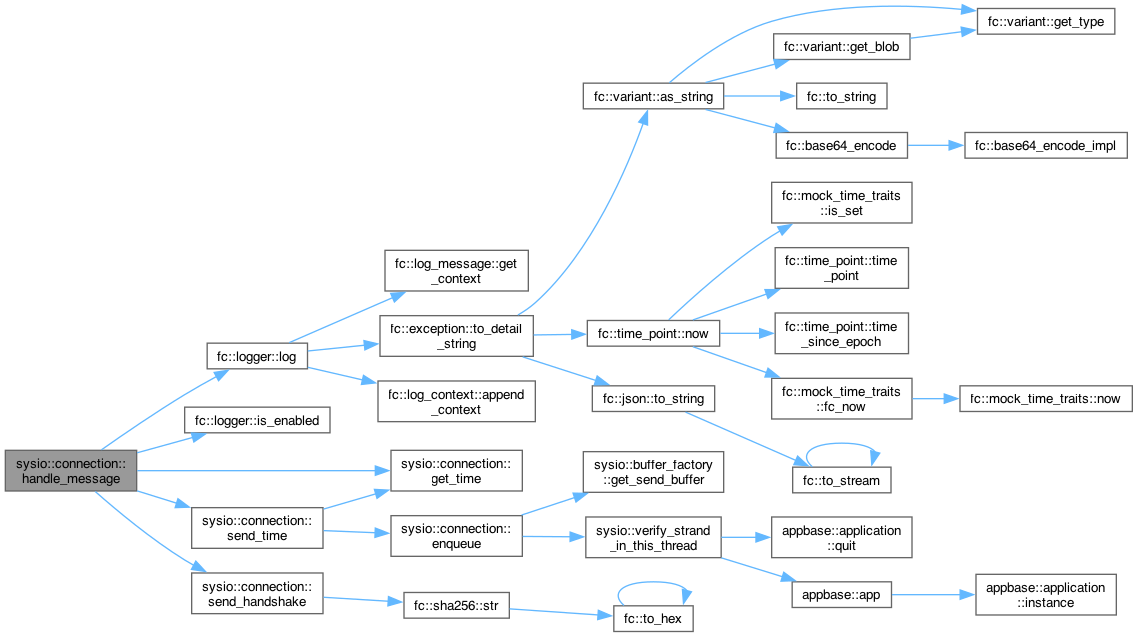 fc::variant::get_type
fc::variant::get_blob
fc::variant::as_string
fc::to_string
fc::base64_encode
fc::base64_encode_impl
fc::mock_time_traits
::is_set
fc::log_message::get
_context
fc::time_point::time
_point
fc::exception::to_detail
_string
fc::time_point::now
fc::time_point::time
_since_epoch
fc::logger::log
fc::log_context::append
_context
fc::json::to_string
fc::mock_time_traits
::fc_now
fc::mock_time_traits::now
fc::logger::is_enabled
sysio::connection::
handle_message
sysio::connection::
get_time
sysio::buffer_factory
::get_send_buffer
fc::to_stream
sysio::connection::
send_time
sysio::connection::
enqueue
sysio::verify_strand
_in_this_thread
appbase::application
::quit
sysio::connection::
send_handshake
fc::sha256::str
fc::to_hex
appbase::app
appbase::application
::instance